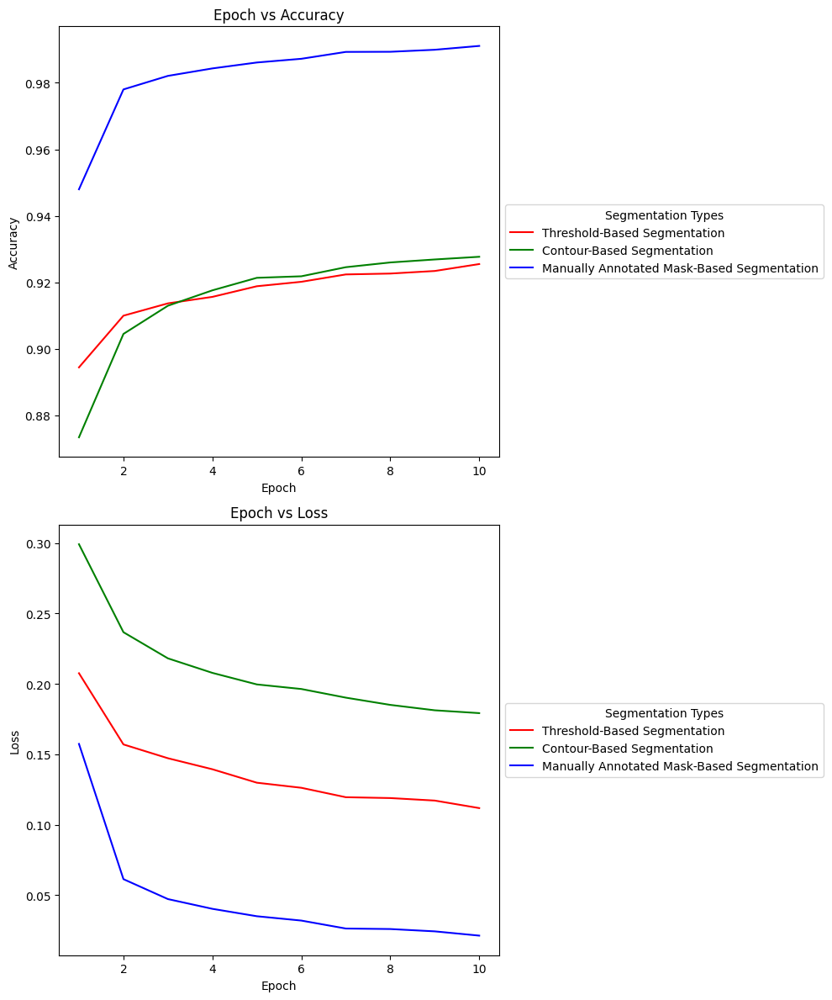 Epoch vs Accuracy
0.98
0.96
0.94
0.92
0.90
0.88
Accuracy
2 4 6 8 10
Epoch
Segmentation Types
Threshold-Based Segmentation
Contour-Based Segmentation
Manually Annotated Mask-Based Segmentation
Epoch vs Loss
0.30
0.25
0.20
0.15
0.10
0.05
Loss
2 4 6 8 10
Epoch
Segmentation Types
Threshold-Based Segmentation
Contour-Based Segmentation
Manually Annotated Mask-Based Segmentation